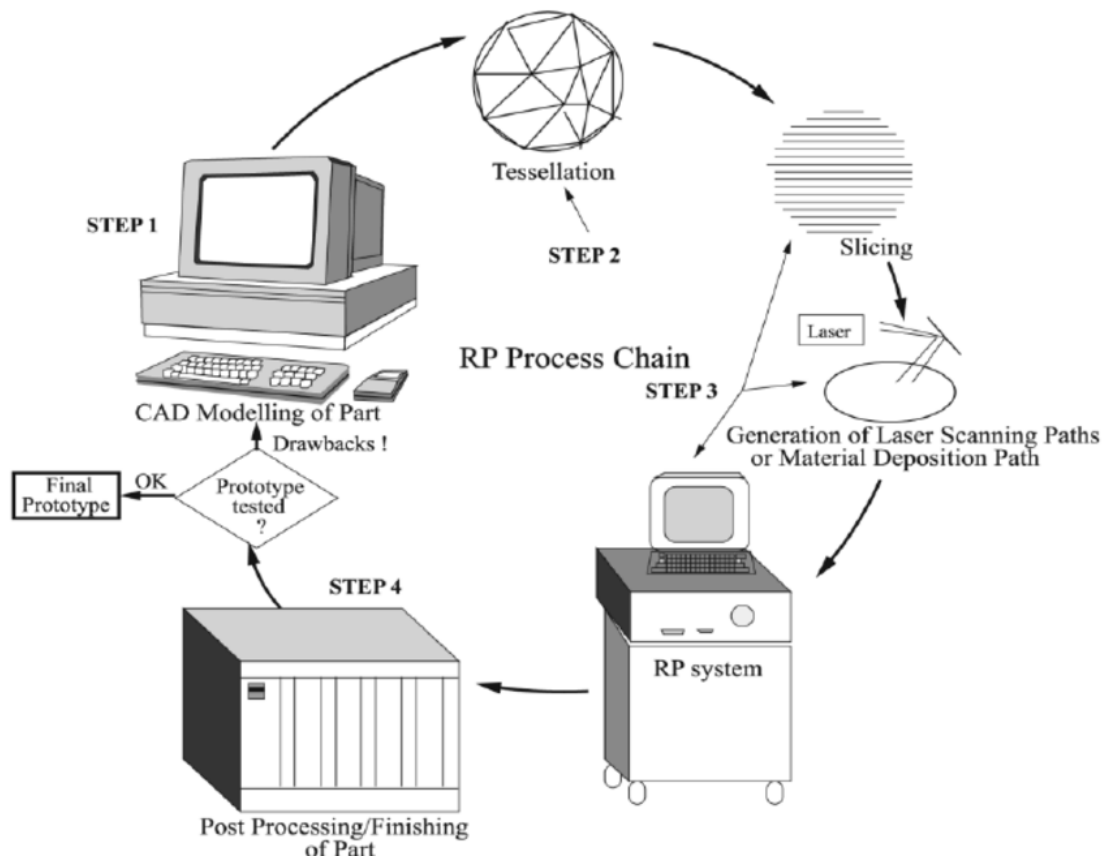 Tessellation
STEP 1
STEP 2
Slicing
Laser
RP Process Chain
STEP 3
CAD Modelling of Part
Generation of Laser Scanning Paths
or Material Deposition Path
Drawbacks !
Final
Prototype
OK
Prototype
tested
?
STEP 4
RP system
Post Processing/Finishing
of Part